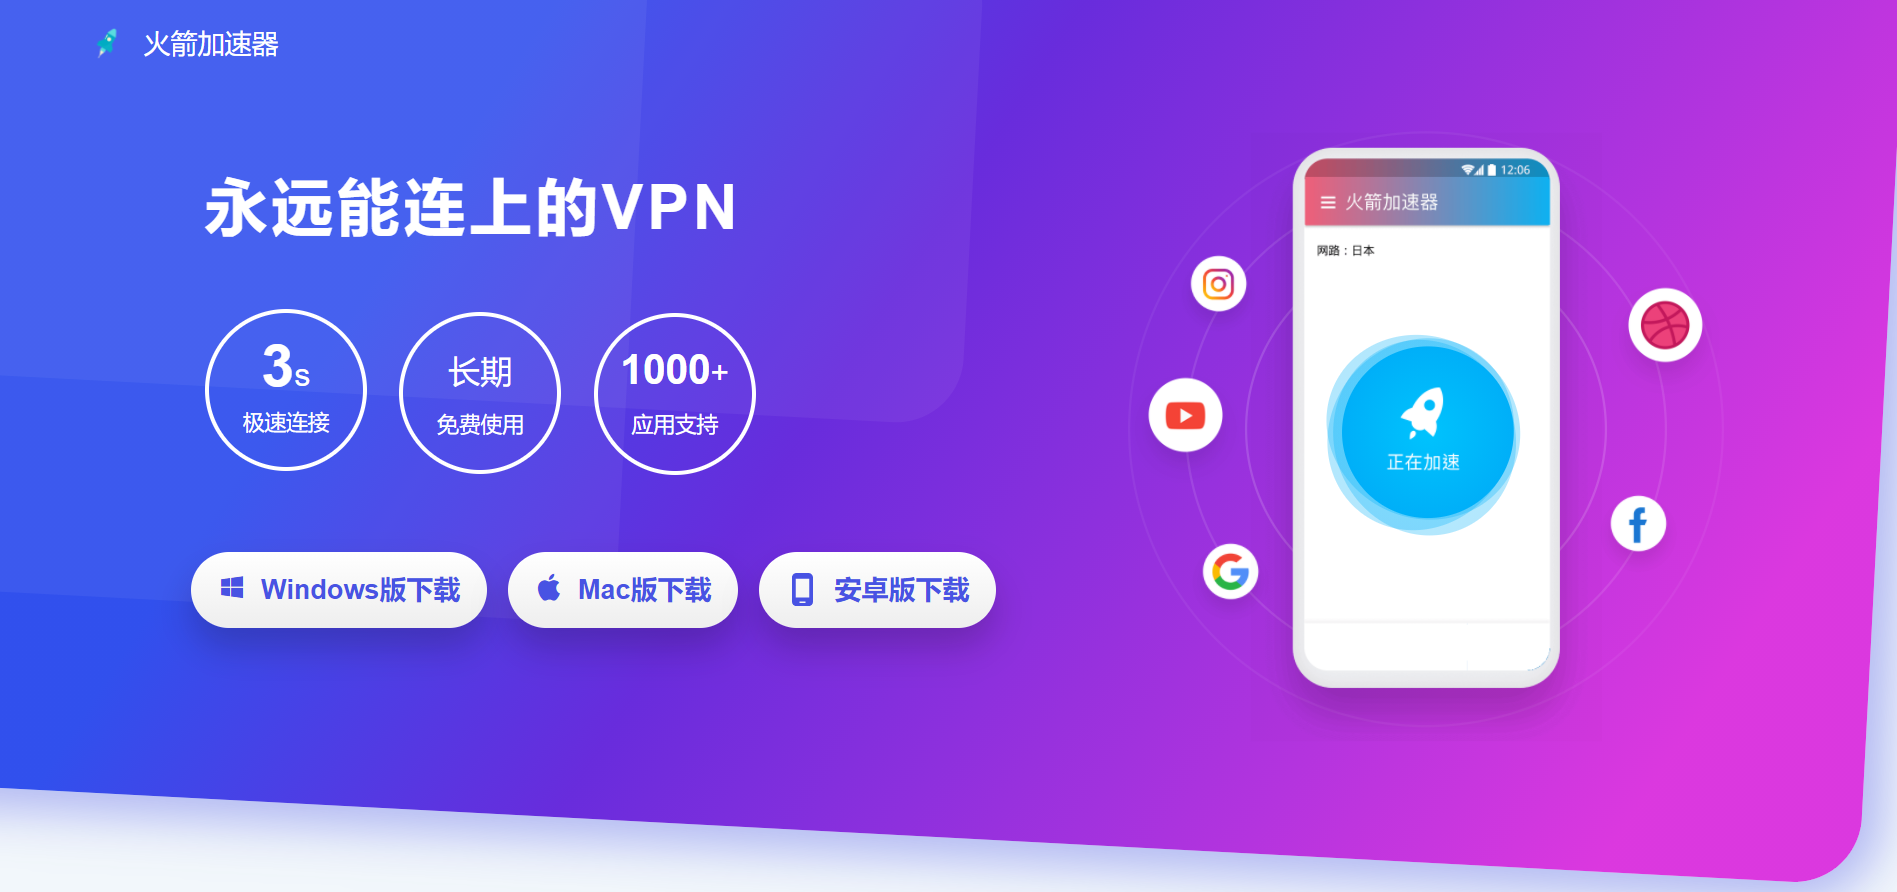 火箭加速器
永远能连上的VPN
3s
极速连接
长期
免费使用
1000+
应用支持
Windows版下载
Mac版下载
安卓版下载
12:06
火箭加速器
网路：日本
正在加速